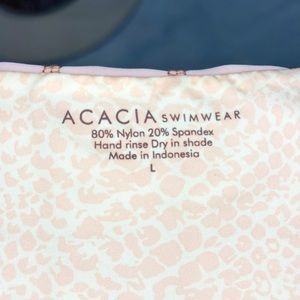 ACACIA SWIMWEAR
80% Nylon 20% Spandex
Hand rinse Dry in shade
Made in Indonesia
L